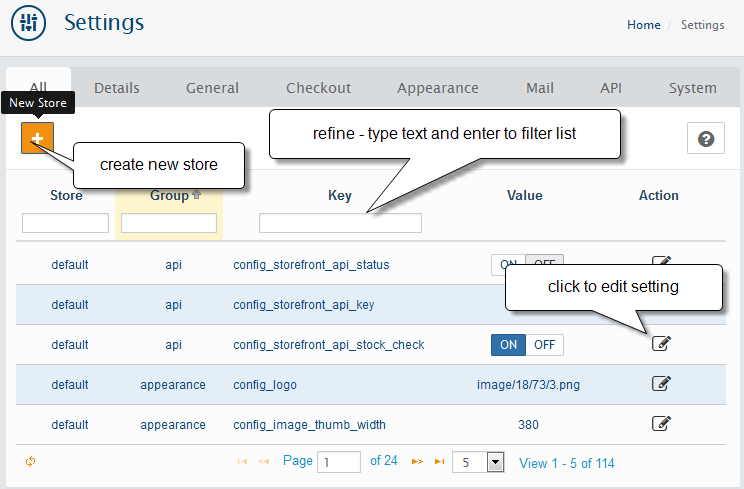 Settings
Home / Settings
All Details General Checkout Appearance Mail API System
New Store
+
create new store
refine - type text and enter to filter list
?
Store Group Key Value Action
default api config_storefront_api_status ON OFF
click to edit setting
default api config_storefront_api_key
default api config_storefront_api_stock_check ON OFF
default appearance config_logo image/18/73/3.png
default appearance config_image_thumb_width 380
Page 1 of 24 5 View 1 - 5 of 114